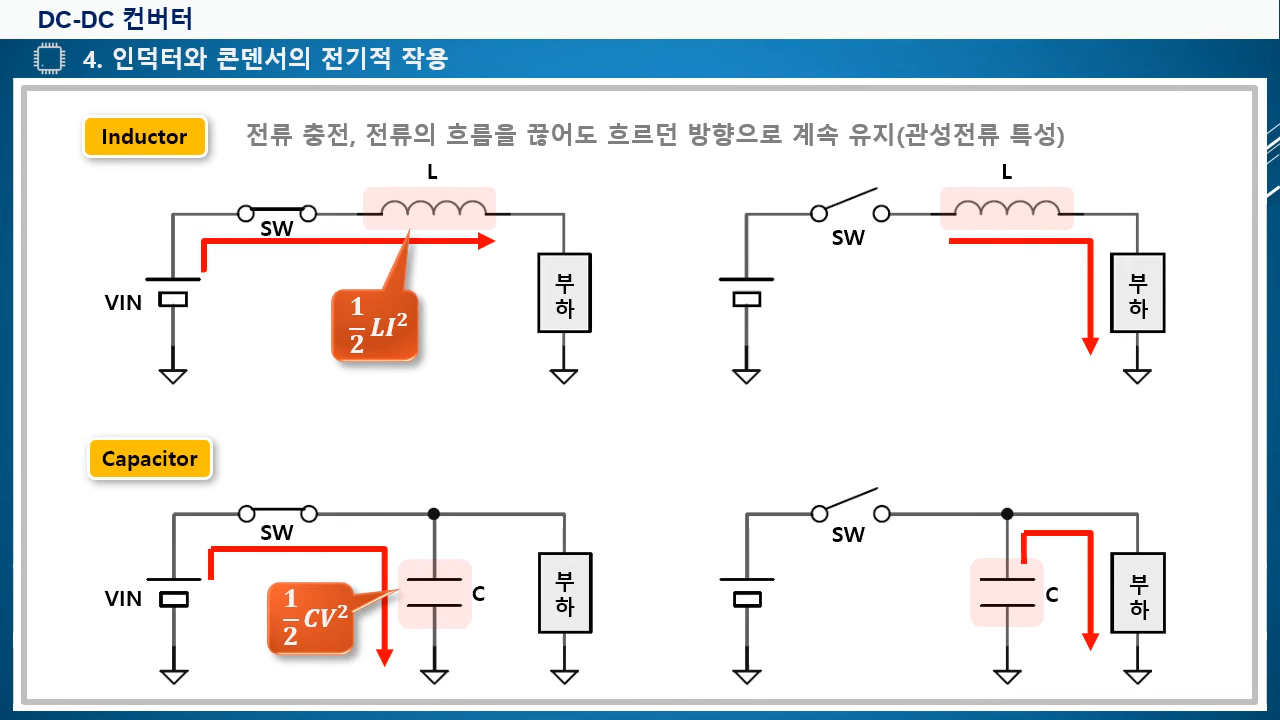 DC-DC 컨버터
4. 인덕터와 콘덴서의 전기적 작용
Inductor
전류 충전, 전류의 흐름을 끊어도 흐르던 방향으로 계속 유지(관성전류 특성)
L
SW
VIN
1/2 LI²
부하
L
SW
부하
Capacitor
SW
VIN
1/2 CV²
C
부하
SW
C
부하